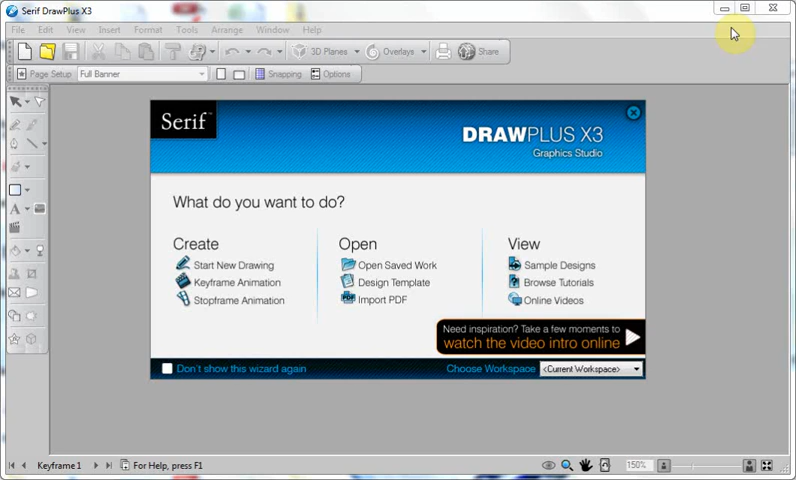 Serif DrawPlus X3
File Edit View Insert Format Tools Arrange Window Help
3D Planes Overlays Share
Page Setup Full Banner Snapping Options
Serif™
DRAWPLUS X3
Graphics Studio
What do you want to do?
Create
Start New Drawing
Keyframe Animation
Stopframe Animation
Open
Open Saved Work
Design Template
Import PDF
View
Sample Designs
Browse Tutorials
Online Videos
Need inspiration? Take a few moments to
watch the video intro online
Don't show this wizard again
Choose Workspace <Current Workspace>
Keyframe 1 For Help, press F1 150%